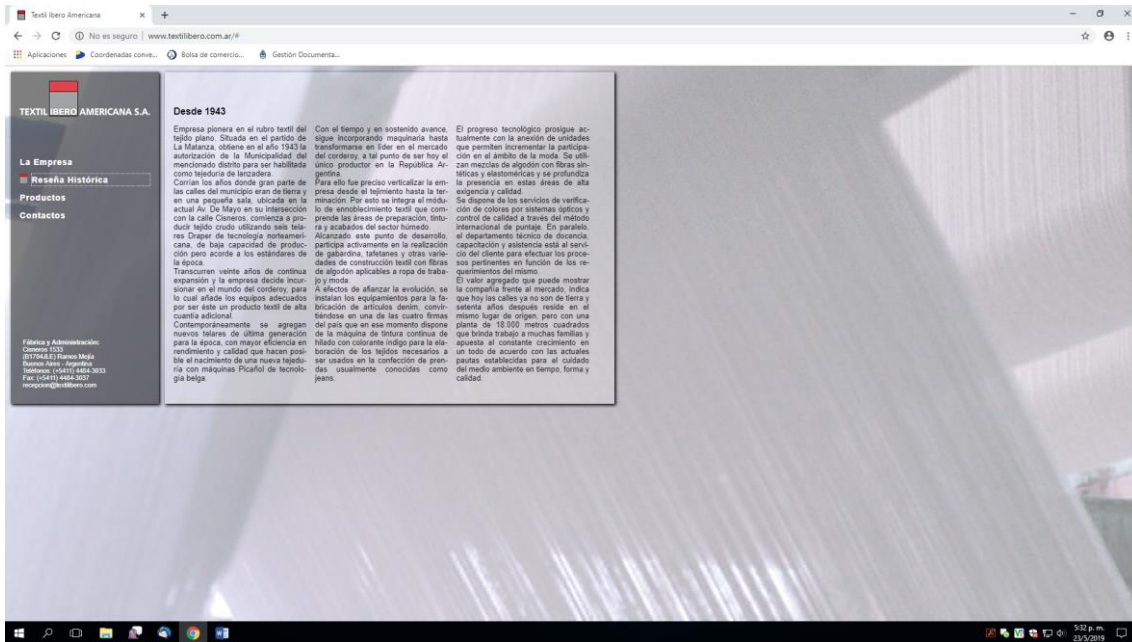 Textil Ibero Americana
No es seguro | www.textilibero.com.ar/#
Aplicaciones
Coordenadas conve...
Bolsa de comercio...
Gestión Documenta...
TEXTIL IBERO AMERICANA S.A.
La Empresa
Reseña Histórica
Productos
Contactos
Fábrica y Administración:
Cisneros 1533
(B1704JLE) Ramos Mejía
Buenos Aires - Argentina
Teléfonos: (+5411) 4484-3033
Fax: (+5411) 4484-3037
recepcion@textilibero.com
Desde 1943
Empresa pionera en el rubro textil del
tejido plano. Situada en el partido de
La Matanza, obtiene en el año 1943 la
autorización de la Municipalidad del
mencionado distrito para ser habilitada
como tejeduría de lanzadera.
Corrían los años donde gran parte de
las calles del municipio eran de tierra y
en una pequeña sala, ubicada en la
actual Av. De Mayo en su intersección
con la calle Cisneros, comienza a pro-
ducir tejido crudo utilizando seis tela-
res Draper de tecnología norteameri-
cana, de baja capacidad de produc-
ción pero acorde a los estándares de
la época.
Transcurren veinte años de continua
expansión y la empresa decide incur-
sionar en el mundo del corderoy, para
lo cual añade los equipos adecuados
por ser éste un producto textil de alta
cuantía adicional.
Contemporáneamente se agregan
nuevos telares de última generación
para la época, con mayor eficiencia en
rendimiento y calidad que hacen posi-
ble el nacimiento de una nueva tejedu-
ría con máquinas Picañol de tecnolo-
gía belga.
Con el tiempo y en sostenido avance,
sigue incorporando maquinaria hasta
transformarse en líder en el mercado
del corderoy, a tal punto de ser hoy el
único productor en la República Ar-
gentina.
Para ello fue preciso verticalizar la em-
presa desde el tejimiento hasta la ter-
minación. Por esto se integra el módu-
lo de ennoblecimiento textil que com-
prende las áreas de preparación, tintu-
ra y acabados del sector húmedo.
Alcanzado este punto de desarrollo,
participa activamente en la realización
de gabardina, tafetanes y otras varie-
dades de construcción textil con fibras
de algodón aplicables a ropa de traba-
jo y moda.
A efectos de afianzar la evolución, se
instalan los equipamientos para la fa-
bricación de artículos denim, convir-
tiéndose en una de las cuatro firmas
del país que en ese momento dispone
de la máquina de tintura continua de
hilado con colorante índigo para la ela-
boración de los tejidos necesarios a
ser usados en la confección de pren-
das usualmente conocidas como
jeans.
El progreso tecnológico prosigue ac-
tualmente con la anexión de unidades
que permiten incrementar la participa-
ción en el ámbito de la moda. Se utili-
zan mezclas de algodón con fibras sin-
téticas y elastoméricas y se profundiza
la presencia en estas áreas de alta
exigencia y calidad.
Se dispone de los servicios de verifica-
ción de colores por sistemas ópticos y
control de calidad a través del método
internacional de puntaje. En paralelo,
el departamento técnico de docencia,
capacitación y asistencia está al servi-
cio del cliente para efectuar los proce-
sos pertinentes en función de los re-
querimientos del mismo.
El valor agregado que puede mostrar
la compañía frente al mercado, indica
que hoy las calles ya no son de tierra y
setenta años después reside en el
mismo lugar de origen, pero con una
planta de 18.000 metros cuadrados
que brinda trabajo a muchas familias y
apuesta al constante crecimiento en
un todo de acuerdo con las actuales
pautas establecidas para el cuidado
del medio ambiente en tiempo, forma y
calidad.
5:32 p. m.
23/5/2019